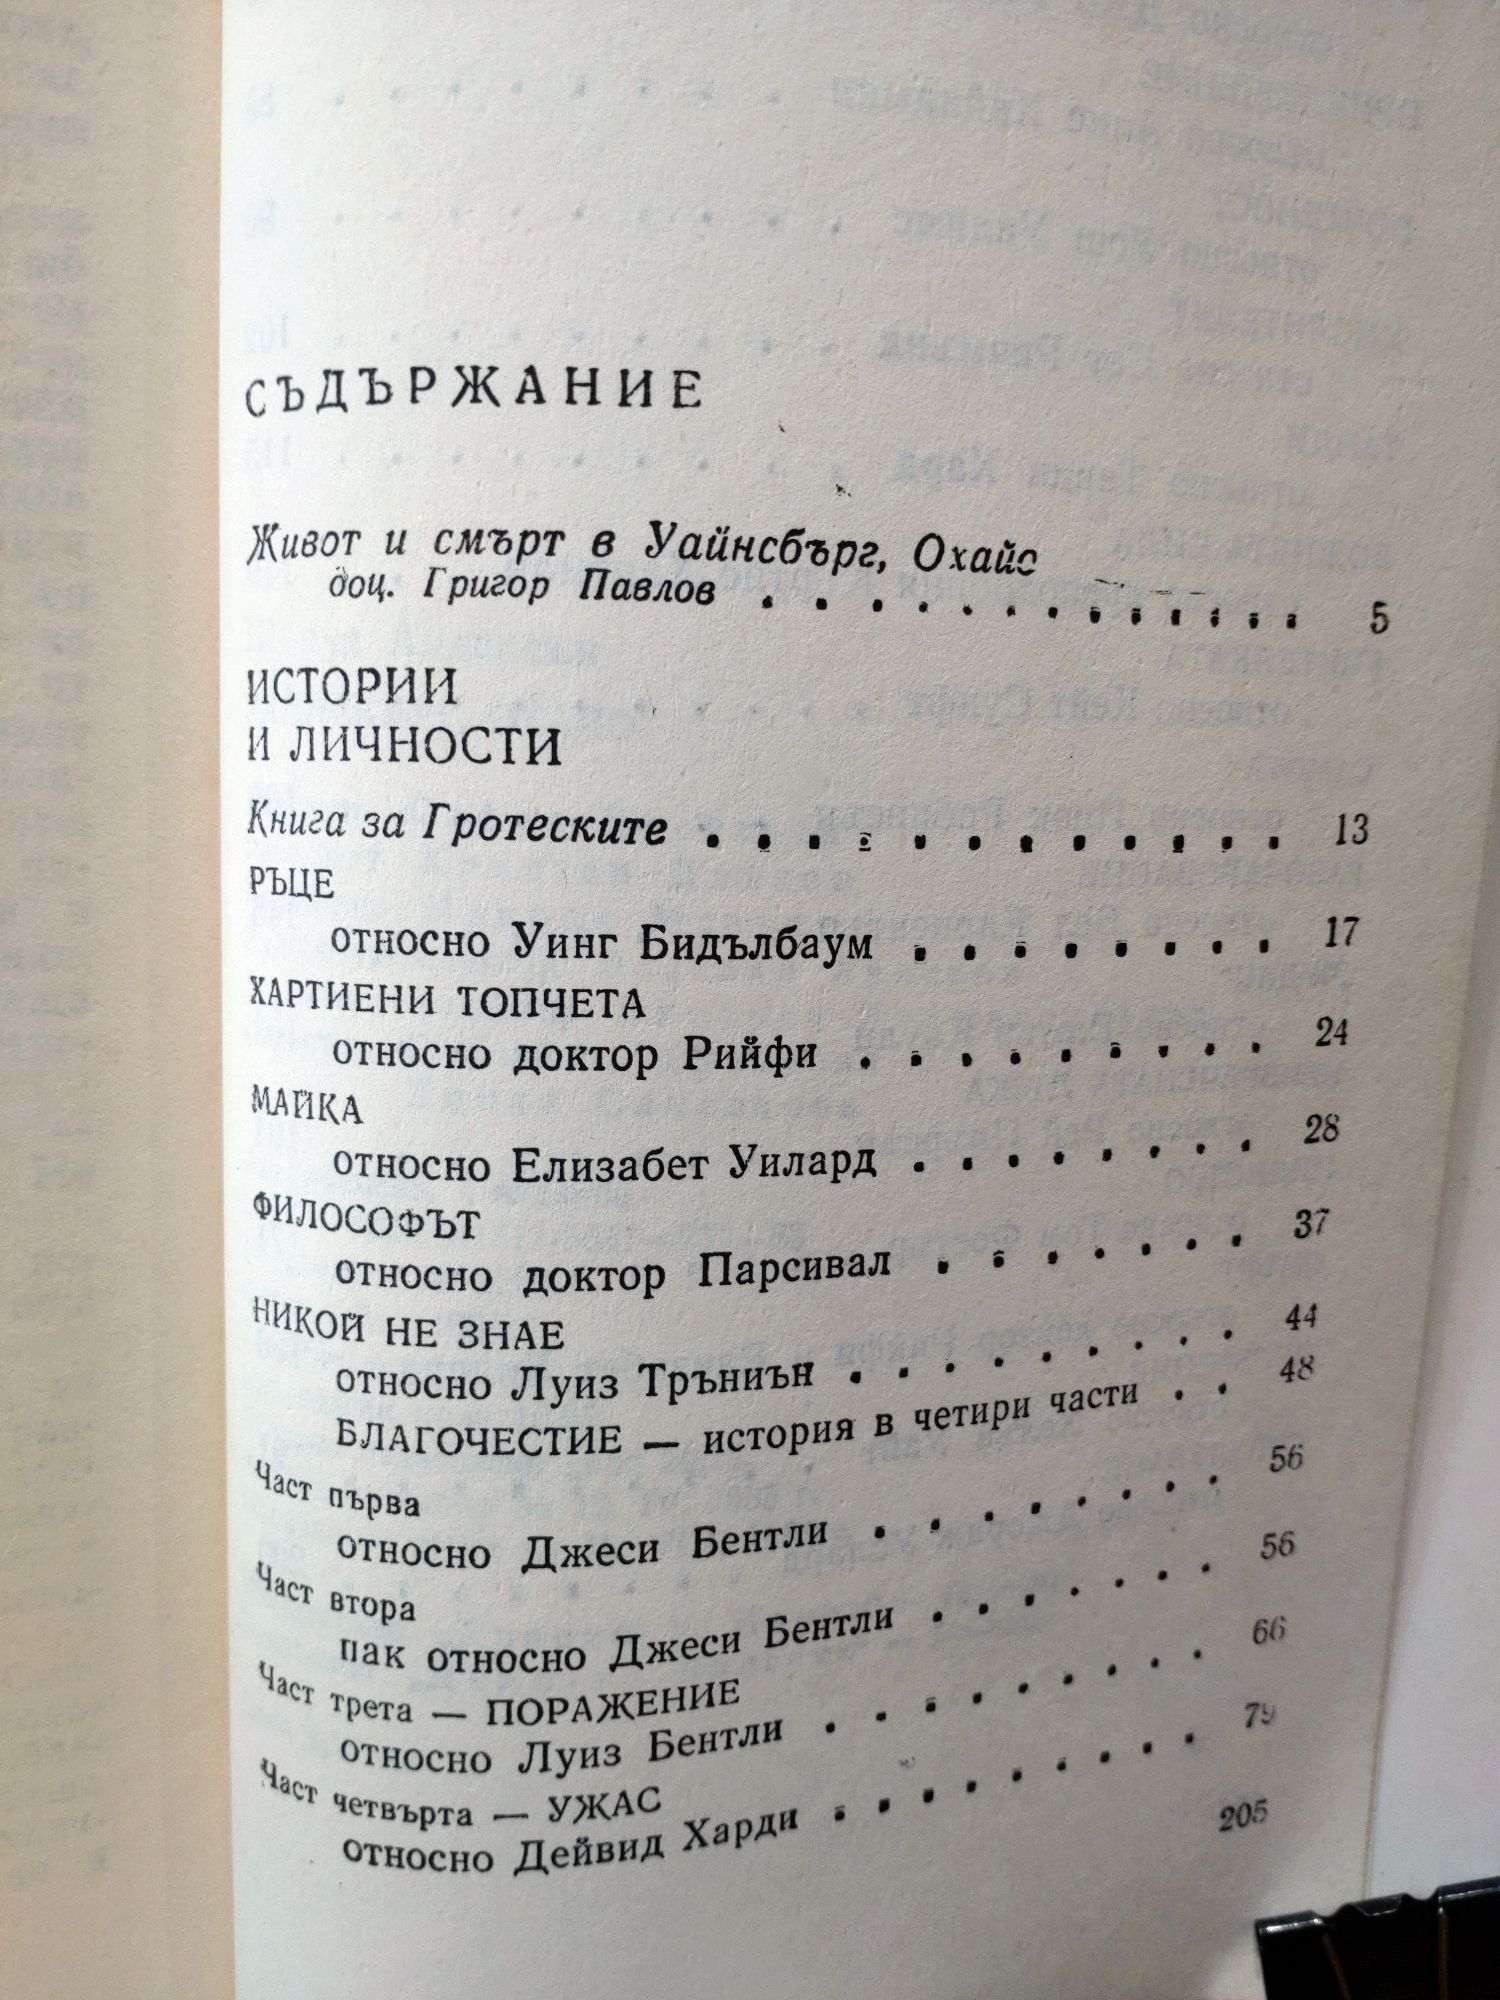 СЪДЪРЖАНИЕ
Живот и смърт в Уайнсбърг, Охайо
доц. Григор Павлов . . . . . . . . . . . . . . 5
ИСТОРИИ
И ЛИЧНОСТИ
Книга за Гротеските . . . . . . . . . . . . 13
РЪЦЕ
относно Уинг Бидълбаум . . . . . . . . 17
ХАРТИЕНИ ТОПЧЕТА
относно доктор Рийфи . . . . . . . . . 24
МАЙКА
относно Елизабет Уилард . . . . . . . . 28
ФИЛОСОФЪТ
относно доктор Парсивал . . . . . . . 37
НИКОЙ НЕ ЗНАЕ
относно Луиз Тръниън . . . . . . . . . 44
БЛАГОЧЕСТИЕ — история в четири части . . 48
Част първа 56
относно Джеси Бентли . . . . . . . .
Част втора 56
пак относно Джеси Бентли . . . . . . .
Част трета — ПОРАЖЕНИЕ 66
относно Луиз Бентли . . . . . . . . .
Част четвърта — УЖАС 79
относно Дейвид Харди . . . . . . . . .
205